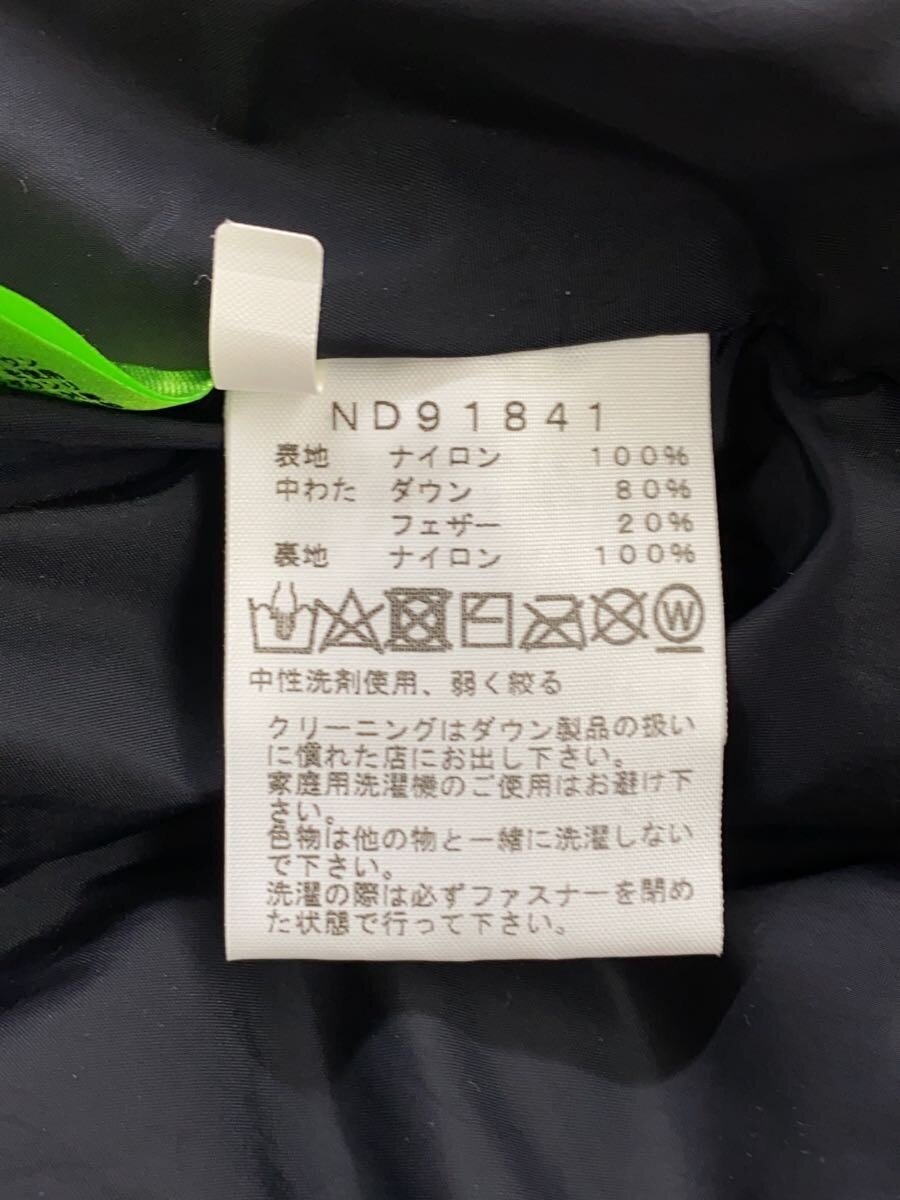 ND91841
表地 ナイロン 100%
中わた ダウン 80%
フェザー 20%
裏地 ナイロン 100%
W
中性洗剤使用、弱く絞る
クリーニングはダウン製品の扱い
に慣れた店にお出し下さい。
家庭用洗濯機のご使用はお避け下
さい。
色物は他の物と一緒に洗濯しない
で下さい。
洗濯の際は必ずファスナーを閉め
た状態で行って下さい。